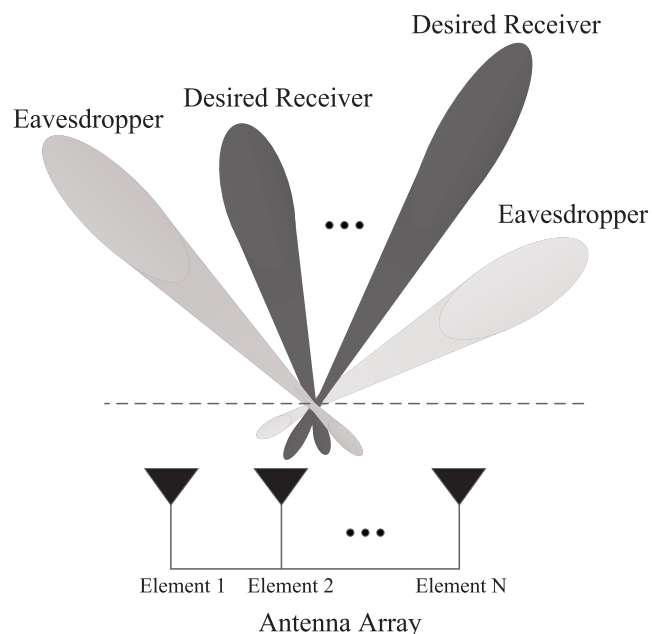 Desired Receiver
Desired Receiver
Eavesdropper
Eavesdropper
Element 1 Element 2 Element N
Antenna Array